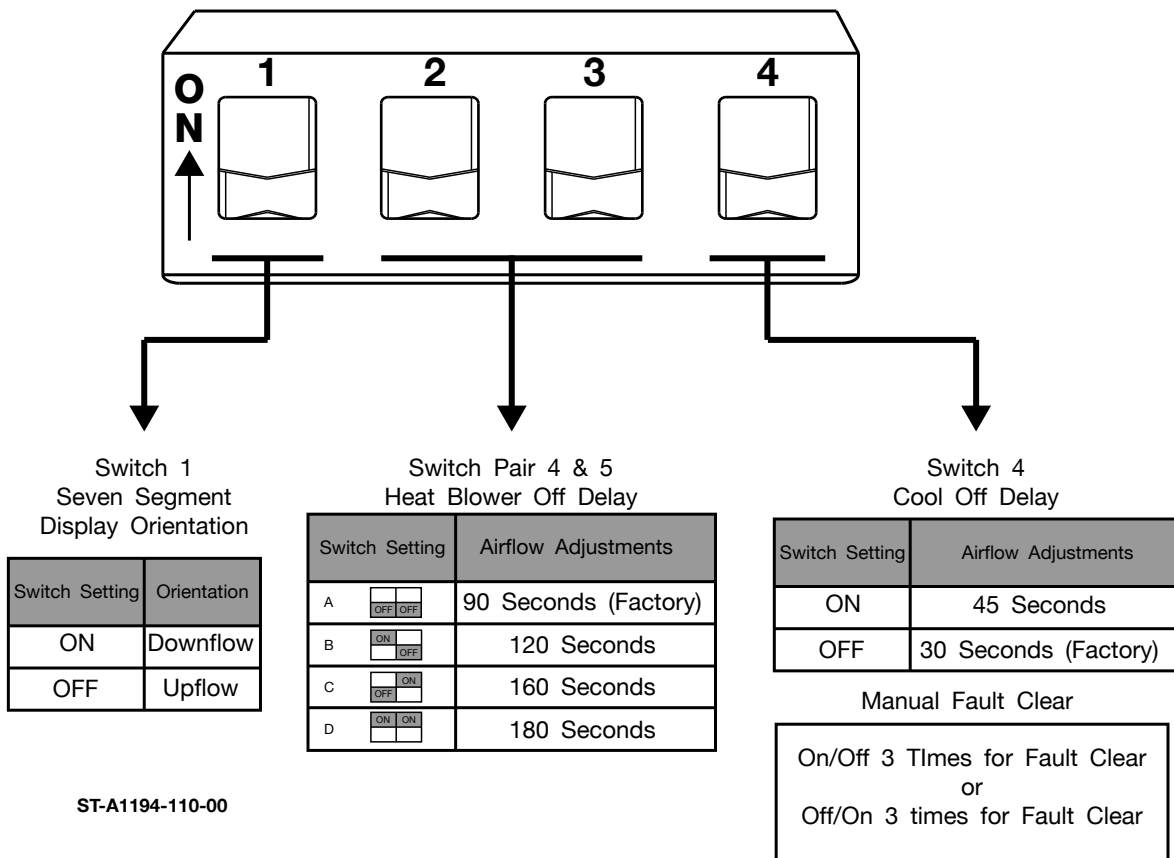 ON
1 2 3 4
Switch 1
Seven Segment
Display Orientation
Switch Setting Orientation
ON Downflow
OFF Upflow
ST-A1194-110-00
Switch Pair 4 & 5
Heat Blower Off Delay
Switch Setting Airflow Adjustments
A OFF OFF 90 Seconds (Factory)
B ON OFF 120 Seconds
C OFF ON 160 Seconds
D ON ON 180 Seconds
Switch 4
Cool Off Delay
Switch Setting Airflow Adjustments
ON 45 Seconds
OFF 30 Seconds (Factory)
Manual Fault Clear
On/Off 3 TImes for Fault Clear
or
Off/On 3 times for Fault Clear